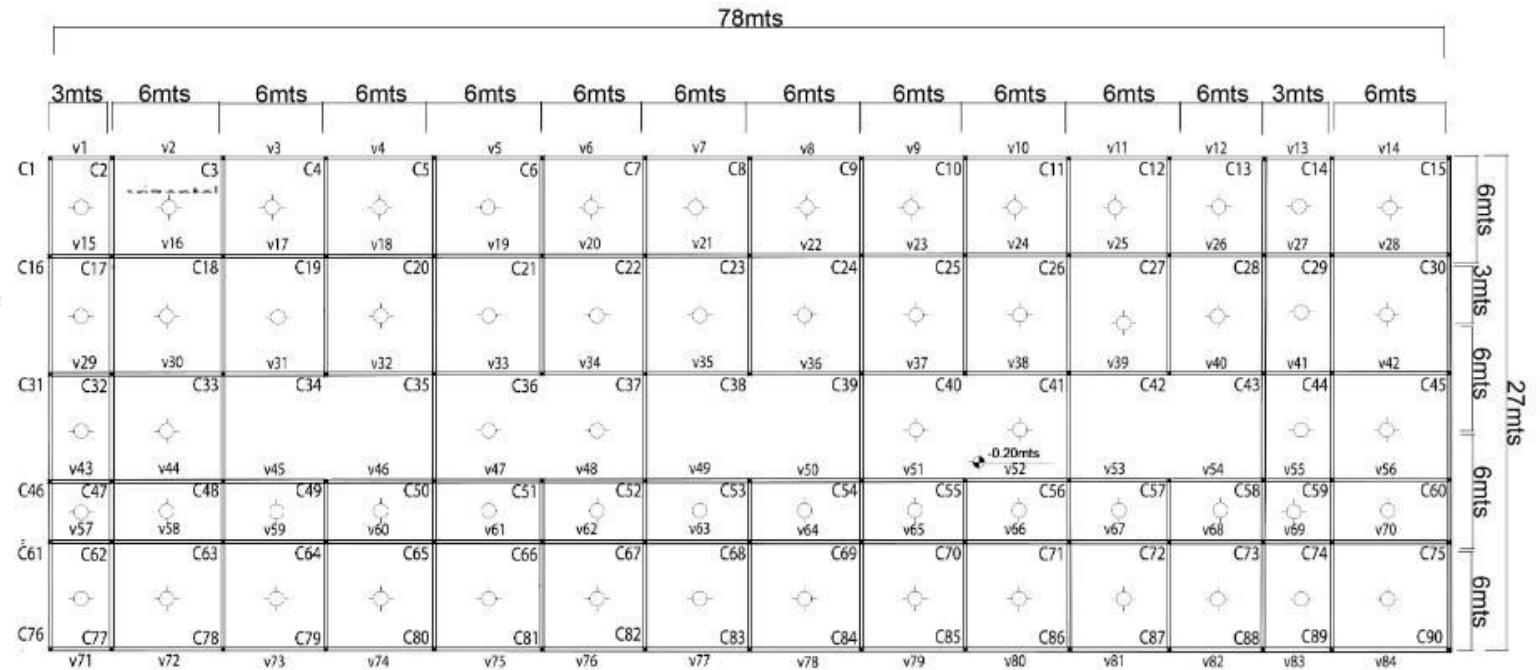 78mts
3mts 6mts 6mts 6mts 6mts 6mts 6mts 6mts 6mts 6mts 6mts 6mts 3mts 6mts
v1 v2 v3 v4 v5 v6 v7 v8 v9 v10 v11 v12 v13 v14
C1 C2 C3 C4 C5 C6 C7 C8 C9 C10 C11 C12 C13 C14 C15
6mts
v15 v16 v17 v18 v19 v20 v21 v22 v23 v24 v25 v26 v27 v28
C16 C17 C18 C19 C20 C21 C22 C23 C24 C25 C26 C27 C28 C29 C30
3mts
v29 v30 v31 v32 v33 v34 v35 v36 v37 v38 v39 v40 v41 v42
6mts
C31 C32 C33 C34 C35 C36 C37 C38 C39 C40 C41 C42 C43 C44 C45
27mts
-0.20mts
v43 v44 v45 v46 v47 v48 v49 v50 v51 v52 v53 v54 v55 v56
6mts
C46 C47 C48 C49 C50 C51 C52 C53 C54 C55 C56 C57 C58 C59 C60
v57 v58 v59 v60 v61 v62 v63 v64 v65 v66 v67 v68 v69 v70
C61 C62 C63 C64 C65 C66 C67 C68 C69 C70 C71 C72 C73 C74 C75
6mts
C76 C77 C78 C79 C80 C81 C82 C83 C84 C85 C86 C87 C88 C89 C90
v71 v72 v73 v74 v75 v76 v77 v78 v79 v80 v81 v82 v83 v84